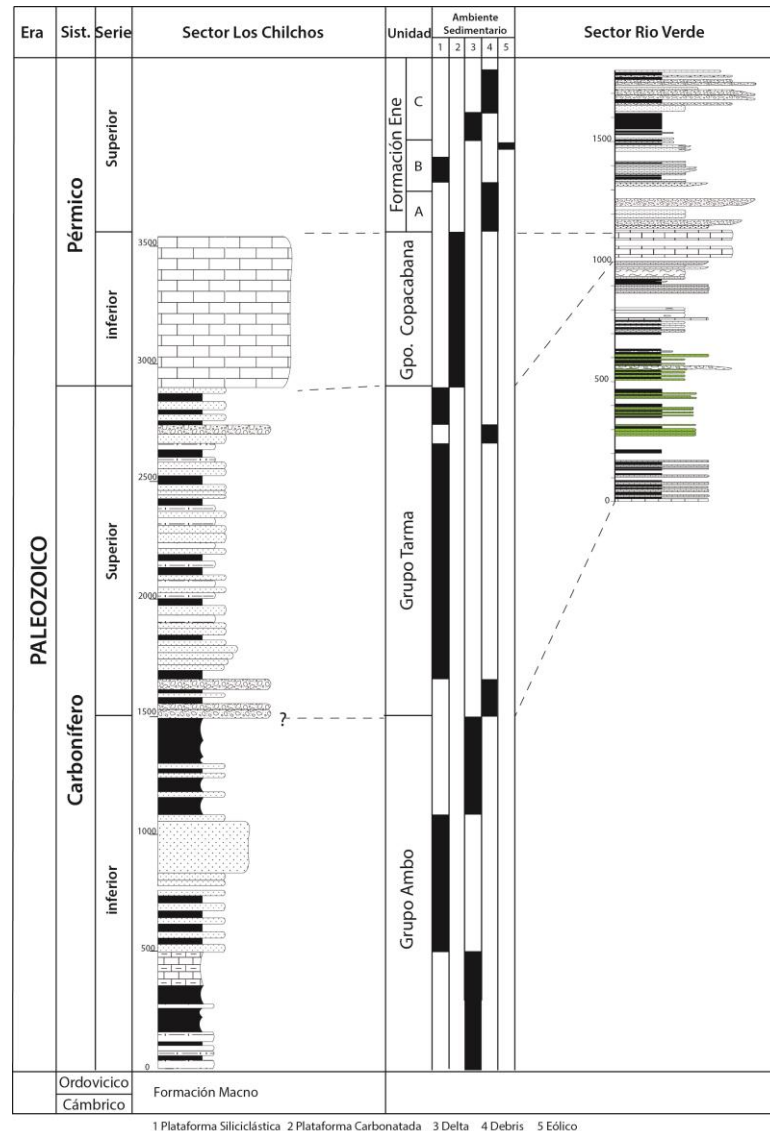 Era Sist. Serie Sector Los Chilchos Unidad Ambiente Sedimentario Sector Rio Verde
1 2 3 4 5
PALEOZOICO
Pérmico
Superior
inferior
Carbonífero
Superior
inferior
Ordovicico
Cámbrico
3500
3000
2500
2000
1500
?
1000
500
0
Formación Macno
Formación Ene
C
B
A
Gpo. Copacabana
Grupo Tarma
Grupo Ambo
1500
1000
500
0
1 Plataforma Siliciclástica 2 Plataforma Carbonatada 3 Delta 4 Debris 5 Eólico